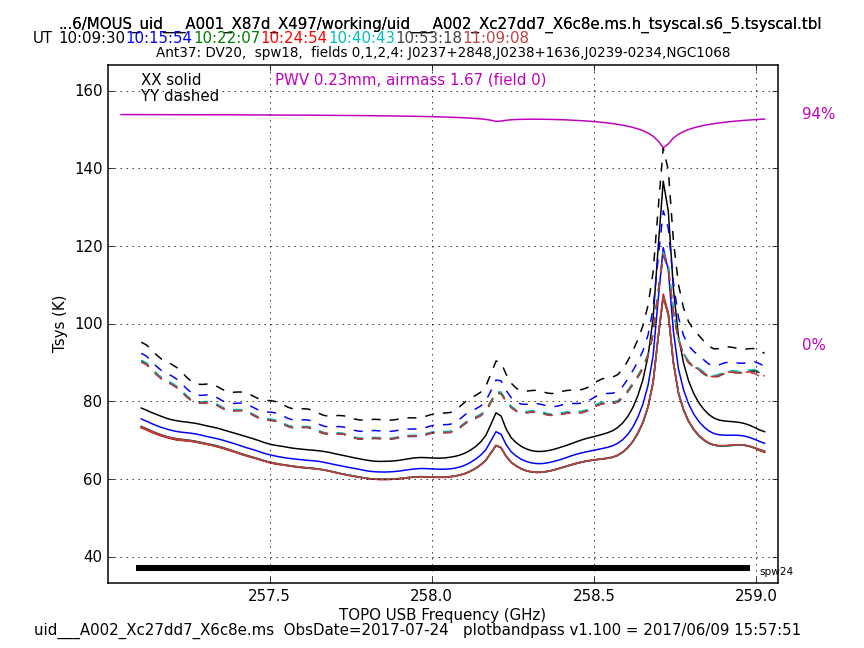 ...6/MOUS_uid___A001_X87d_X497/working/uid___A002_Xc27dd7_X6c8e.ms.h_tsyscal.s6_5.tsyscal.tbl
UT 10:09:30 10:15:54 10:22:07 10:24:54 10:40:43 10:53:18 11:09:08
Ant37: DV20, spw18, fields 0,1,2,4: J0237+2848,J0238+1636,J0239-0234,NGC1068
XX solid
PWV 0.23mm, airmass 1.67 (field 0)
YY dashed
94%
0%
160
140
120
100
80
60
40
Tsys (K)
spw24
257.5
258.0
258.5
259.0
TOPO USB Frequency (GHz)
uid___A002_Xc27dd7_X6c8e.ms ObsDate=2017-07-24 plotbandpass v1.100 = 2017/06/09 15:57:51